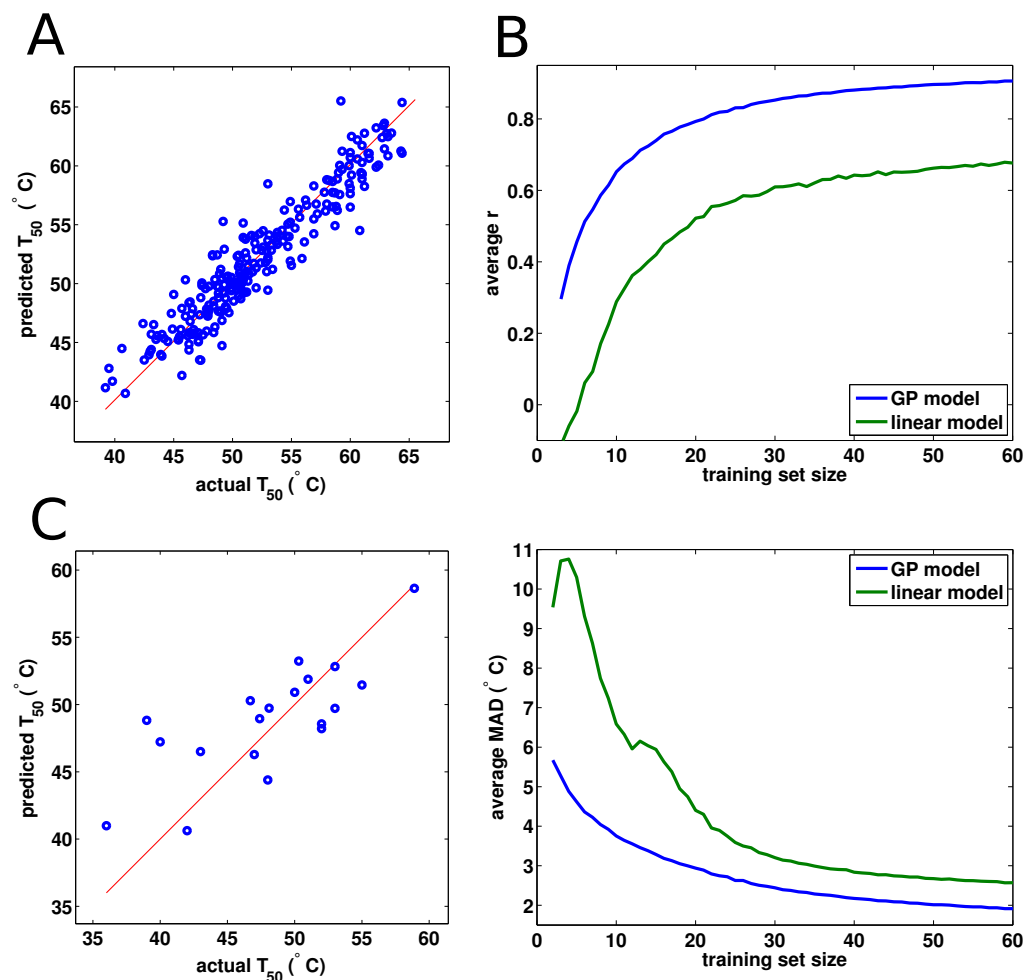 A
65
60
55
50
45
40
predicted T50 (° C)
40 45 50 55 60 65
actual T50 (° C)
B
0.8
0.6
0.4
0.2
0
average r
GP model
linear model
0 10 20 30 40 50 60
training set size
C
60
55
50
45
40
35
predicted T50 (° C)
35 40 45 50 55 60
actual T50 (° C)
11
10
9
8
7
6
5
4
3
2
average MAD (° C)
GP model
linear model
0 10 20 30 40 50 60
training set size